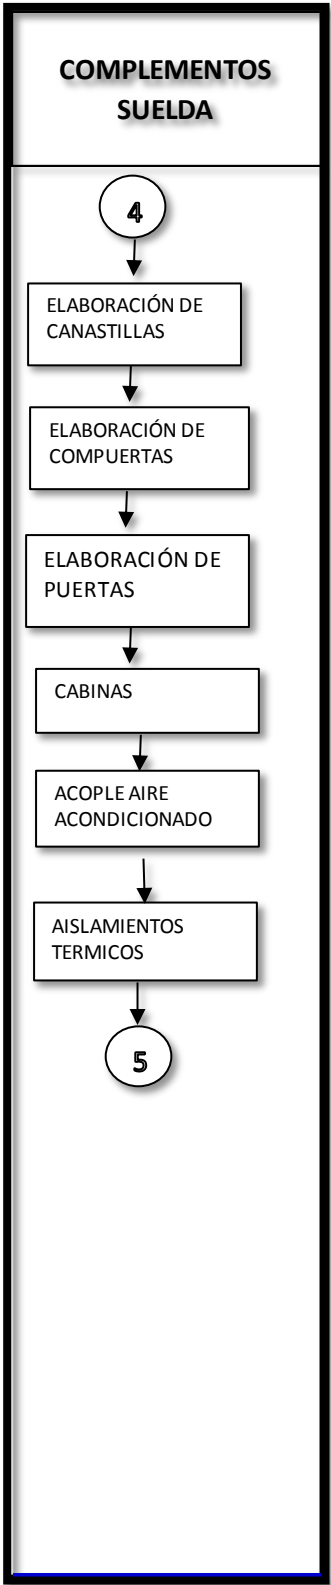 COMPLEMENTOS
SUELDA
4
ELABORACIÓN DE
CANASTILLAS
ELABORACIÓN DE
COMPUERTAS
ELABORACIÓN DE
PUERTAS
CABINAS
ACOPLE AIRE
ACONDICIONADO
AISLAMIENTOS
TERMICOS
5